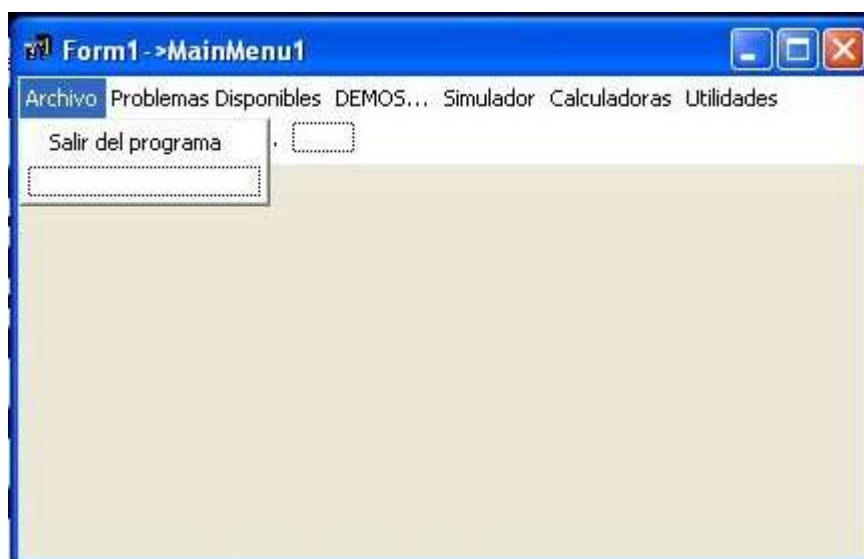 Form1->MainMenu1
Archivo Problemas Disponibles DEMOS... Simulador Calculadoras Utilidades
Salir del programa